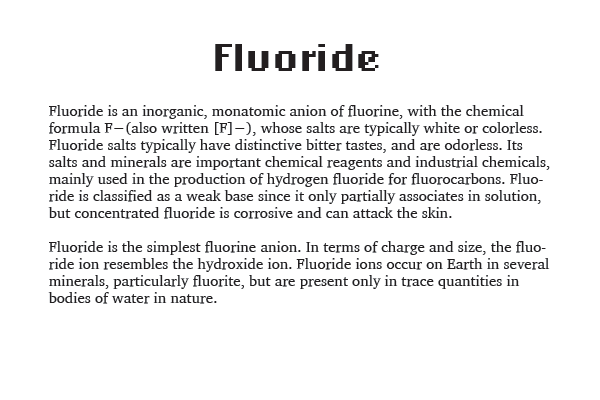 Fluoride
Fluoride is an inorganic, monatomic anion of fluorine, with the chemical
formula F−(also written [F]−), whose salts are typically white or colorless.
Fluoride salts typically have distinctive bitter tastes, and are odorless. Its
salts and minerals are important chemical reagents and industrial chemicals,
mainly used in the production of hydrogen fluoride for fluorocarbons. Fluo-
ride is classified as a weak base since it only partially associates in solution,
but concentrated fluoride is corrosive and can attack the skin.
Fluoride is the simplest fluorine anion. In terms of charge and size, the fluo-
ride ion resembles the hydroxide ion. Fluoride ions occur on Earth in several
minerals, particularly fluorite, but are present only in trace quantities in
bodies of water in nature.